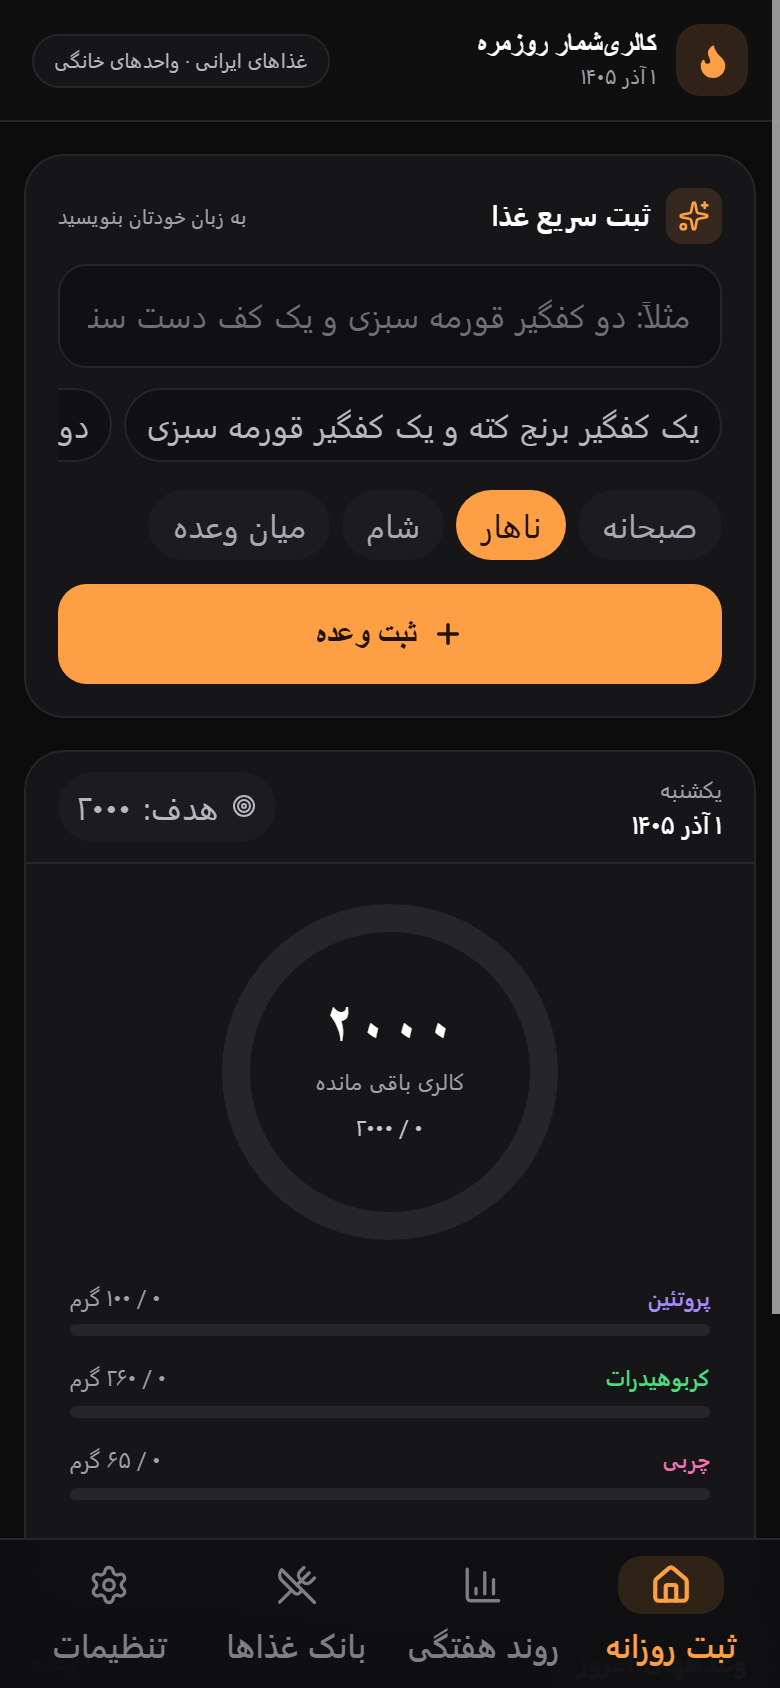 کالری‌شمار روزمره
۱ آذر ۱۴۰۵
غذاهای ایرانی · واحدهای خانگی
ثبت سریع غذا
به زبان خودتان بنویسید
مثلاً: دو کفگیر قورمه سبزی و یک کف دست سنـ
یک کفگیر برنج کته و یک کفگیر قورمه سبزی
دو
صبحانه
ناهار
شام
میان وعده
+ ثبت وعده
یکشنبه
۱ آذر ۱۴۰۵
هدف: ۲۰۰۰
۲۰۰۰
کالری باقی مانده
۰ / ۲۰۰۰
پروتئین
۰ / ۱۰۰ گرم
کربوهیدرات
۰ / ۲۶۰ گرم
چربی
۰ / ۶۵ گرم
ثبت روزانه
روند هفتگی
بانک غذاها
تنظیمات